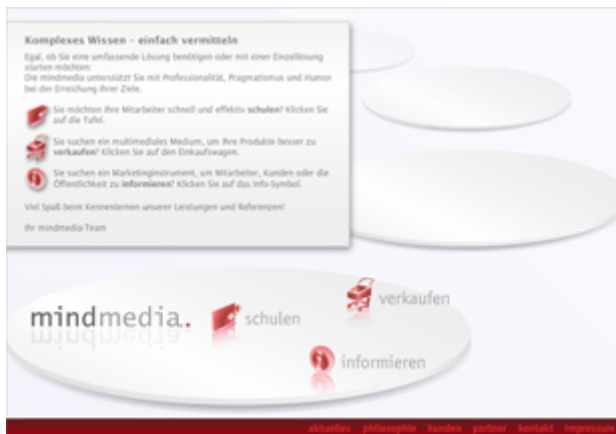 Komplexes Wissen – einfach vermitteln
Egal, ob Sie eine umfassende Lösung benötigen oder mit einer Einzellösung
starten möchten:
Die mindmedia unterstützt Sie mit Professionalität, Pragmatismus und Humor
bei der Erreichung Ihrer Ziele.
Sie möchten Ihre Mitarbeiter schnell und effektiv schulen? Klicken Sie
auf die Tafel.
Sie suchen ein multimediales Medium, um Ihre Produkte besser zu
verkaufen? Klicken Sie auf den Einkaufswagen.
Sie suchen ein Marketinginstrument, um Mitarbeiter, Kunden oder die
Öffentlichkeit zu informieren? Klicken Sie auf das Info-Symbol.
Viel Spaß beim Kennenlernen unserer Leistungen und Referenzen!
Ihr mindmedia-Team
verkaufen
mindmedia.
schulen
informieren
aktuelles philosophie kunden partner kontakt impressum